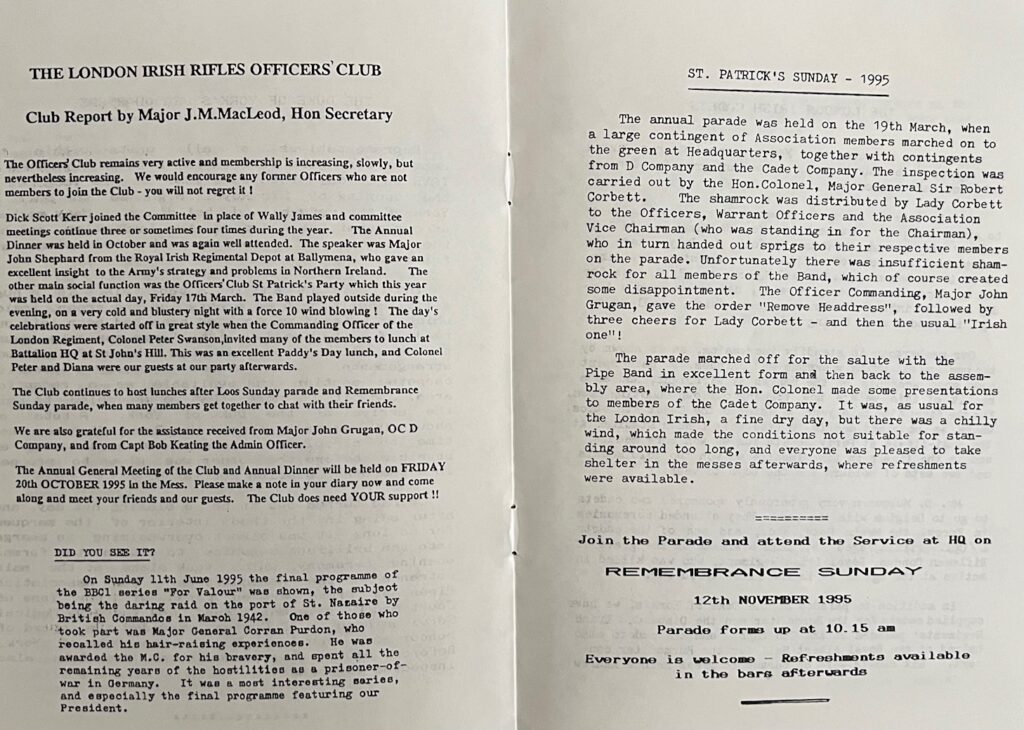 THE LONDON IRISH RIFLES OFFICERS' CLUB
Club Report by Major J.M.MacLeod, Hon Secretary
The Officers' Club remains very active and membership is increasing, slowly, but
nevertheless increasing. We would encourage any former Officers who are not
members to join the Club - you will not regret it !
Dick Scott Kerr joined the Committee in place of Wally James and committee
meetings continue three or sometimes four times during the year. The Annual
Dinner was held in October and was again well attended. The speaker was Major
John Shephard from the Royal Irish Regimental Depot at Ballymena, who gave an
excellent insight to the Army's strategy and problems in Northern Ireland. The
other main social function was the Officers' Club St Patrick's Party which this year
was held on the actual day, Friday 17th March. The Band played outside during the
evening, on a very cold and blustery night with a force 10 wind blowing ! The day's
celebrations were started off in great style when the Commanding Officer of the
London Regiment, Colonel Peter Swanson,invited many of the members to lunch at
Battalion HQ at St John's Hill. This was an excellent Paddy's Day lunch, and Colonel
Peter and Diana were our guests at our party afterwards.
The Club continues to host lunches after Loos Sunday parade and Remembrance
Sunday parade, when many members get together to chat with their friends.
We are also grateful for the assistance received from Major John Grugan, OC D
Company, and from Capt Bob Keating the Admin Officer.
The Annual General Meeting of the Club and Annual Dinner will be held on FRIDAY
20th OCTOBER 1995 in the Mess. Please make a note in your diary now and come
along and meet your friends and our guests. The Club does need YOUR support !!
DID YOU SEE IT?
On Sunday 11th June 1995 the final programme of
the BBC1 series "For Valour" was shown, the subject
being the daring raid on the port of St. Nazaire by
British Commandos in March 1942. One of those who
took part was Major General Corran Purdon, who
recalled his hair-raising experiences. He was
awarded the M.C. for his bravery, and spent all the
remaining years of the hostilities as a prisoner-of-
war in Germany. It was a most interesting series,
and especially the final programme featuring our
President.
ST. PATRICK'S SUNDAY - 1995
The annual parade was held on the 19th March, when
a large contingent of Association members marched on to
the green at Headquarters, together with contingents
from D Company and the Cadet Company. The inspection was
carried out by the Hon.Colonel, Major General Sir Robert
Corbett. The shamrock was distributed by Lady Corbett
to the Officers, Warrant Officers and the Association
Vice Chairman (who was standing in for the Chairman),
who in turn handed out sprigs to their respective members
on the parade. Unfortunately there was insufficient sham-
rock for all members of the Band, which of course created
some disappointment. The Officer Commanding, Major John
Grugan, gave the order "Remove Headdress", followed by
three cheers for Lady Corbett - and then the usual "Irish
one"!
The parade marched off for the salute with the
Pipe Band in excellent form and then back to the assem-
bly area, where the Hon. Colonel made some presentations
to members of the Cadet Company. It was, as usual for
the London Irish, a fine dry day, but there was a chilly
wind, which made the conditions not suitable for stan-
ding around too long, and everyone was pleased to take
shelter in the messes afterwards, where refreshments
were available.
==========
Join the Parade and attend the Service at HQ on
REMEMBRANCE SUNDAY
12th NOVEMBER 1995
Parade forms up at 10.15 am
Everyone is welcome - Refreshments available
in the bars afterwards